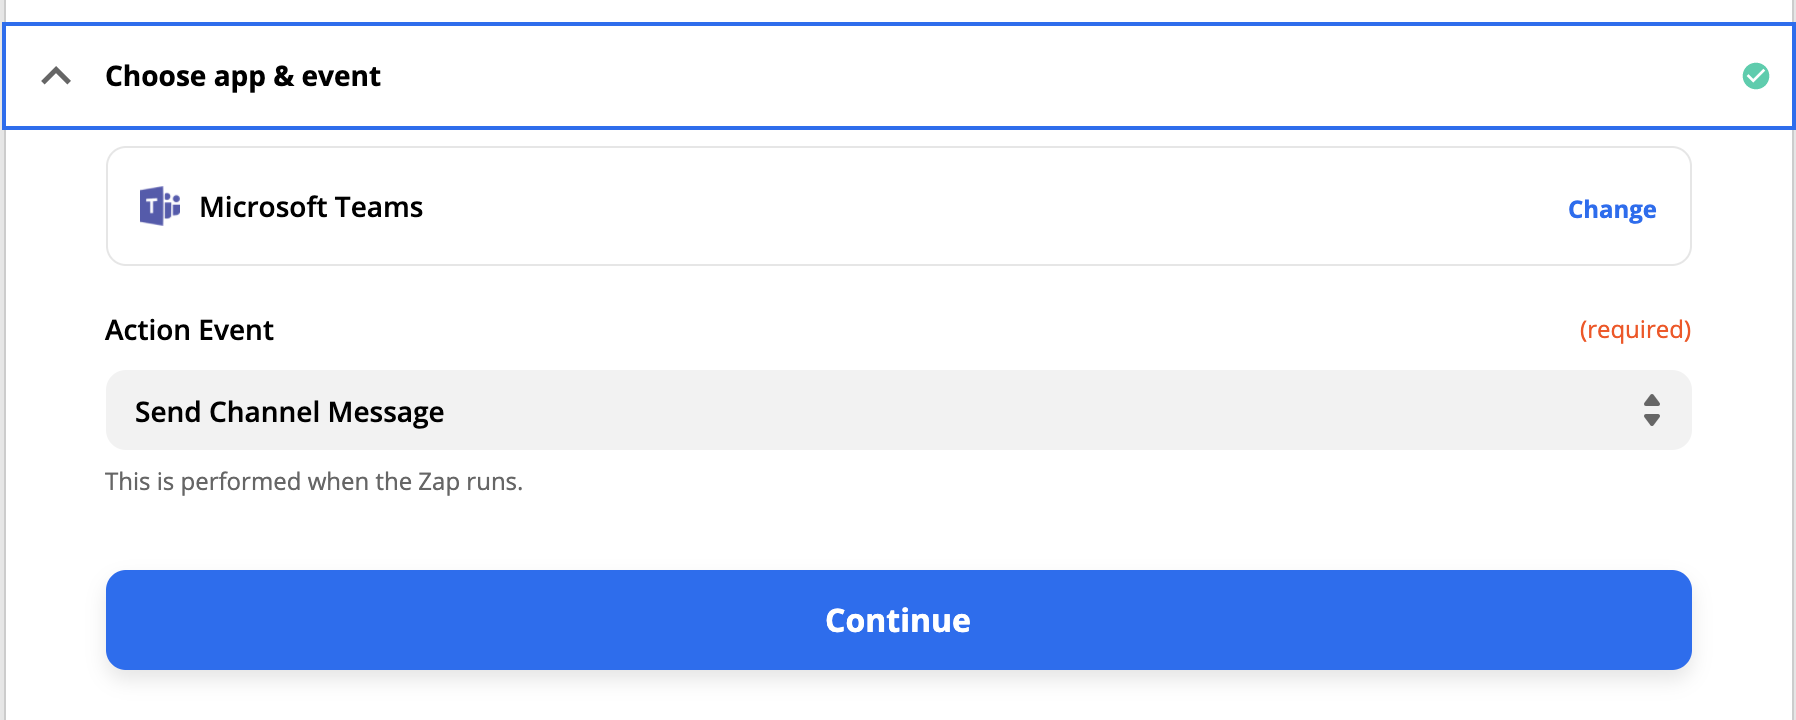 Choose app & event
T
Microsoft Teams
Change
Action Event
(required)
Send Channel Message
This is performed when the Zap runs.
Continue